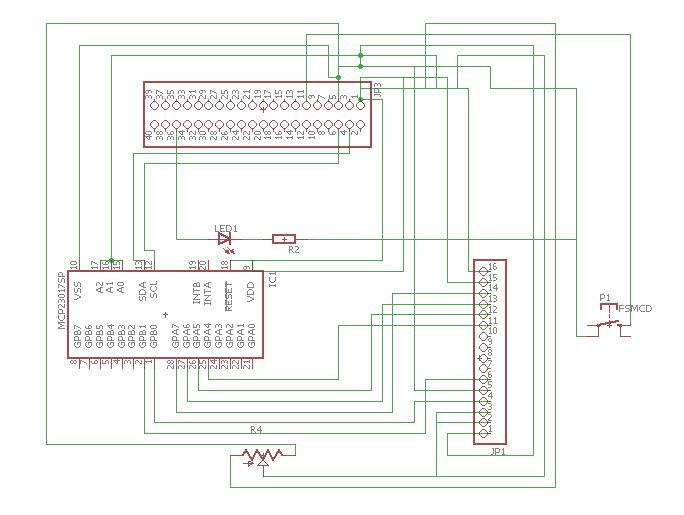 39 37 35 33 31 29 27 25 23 21 19 17 15 13 11 9 7 5 3 1
JP3
40 38 36 34 32 30 28 26 24 22 20 18 16 14 12 10 8 6 4 2
LED1
R2
10 17 16 15 13 12 19 20 18 9
MCP23017SP
IC1
VSS A2 A1 A0 SDA SCL INTB INTA RESET VDD
GPB7 GPB6 GPB5 GPB4 GPB3 GPB2 GPB1 GPB0 GPA7 GPA6 GPA5 GPA4 GPA3 GPA2 GPA1 GPA0
8 7 6 5 4 3 2 1 28 27 26 25 24 23 22 21
16
15
14
13
12
11
10
9
8
7
6
5
4
3
2
1
JP1
P1
FSMCD
R4